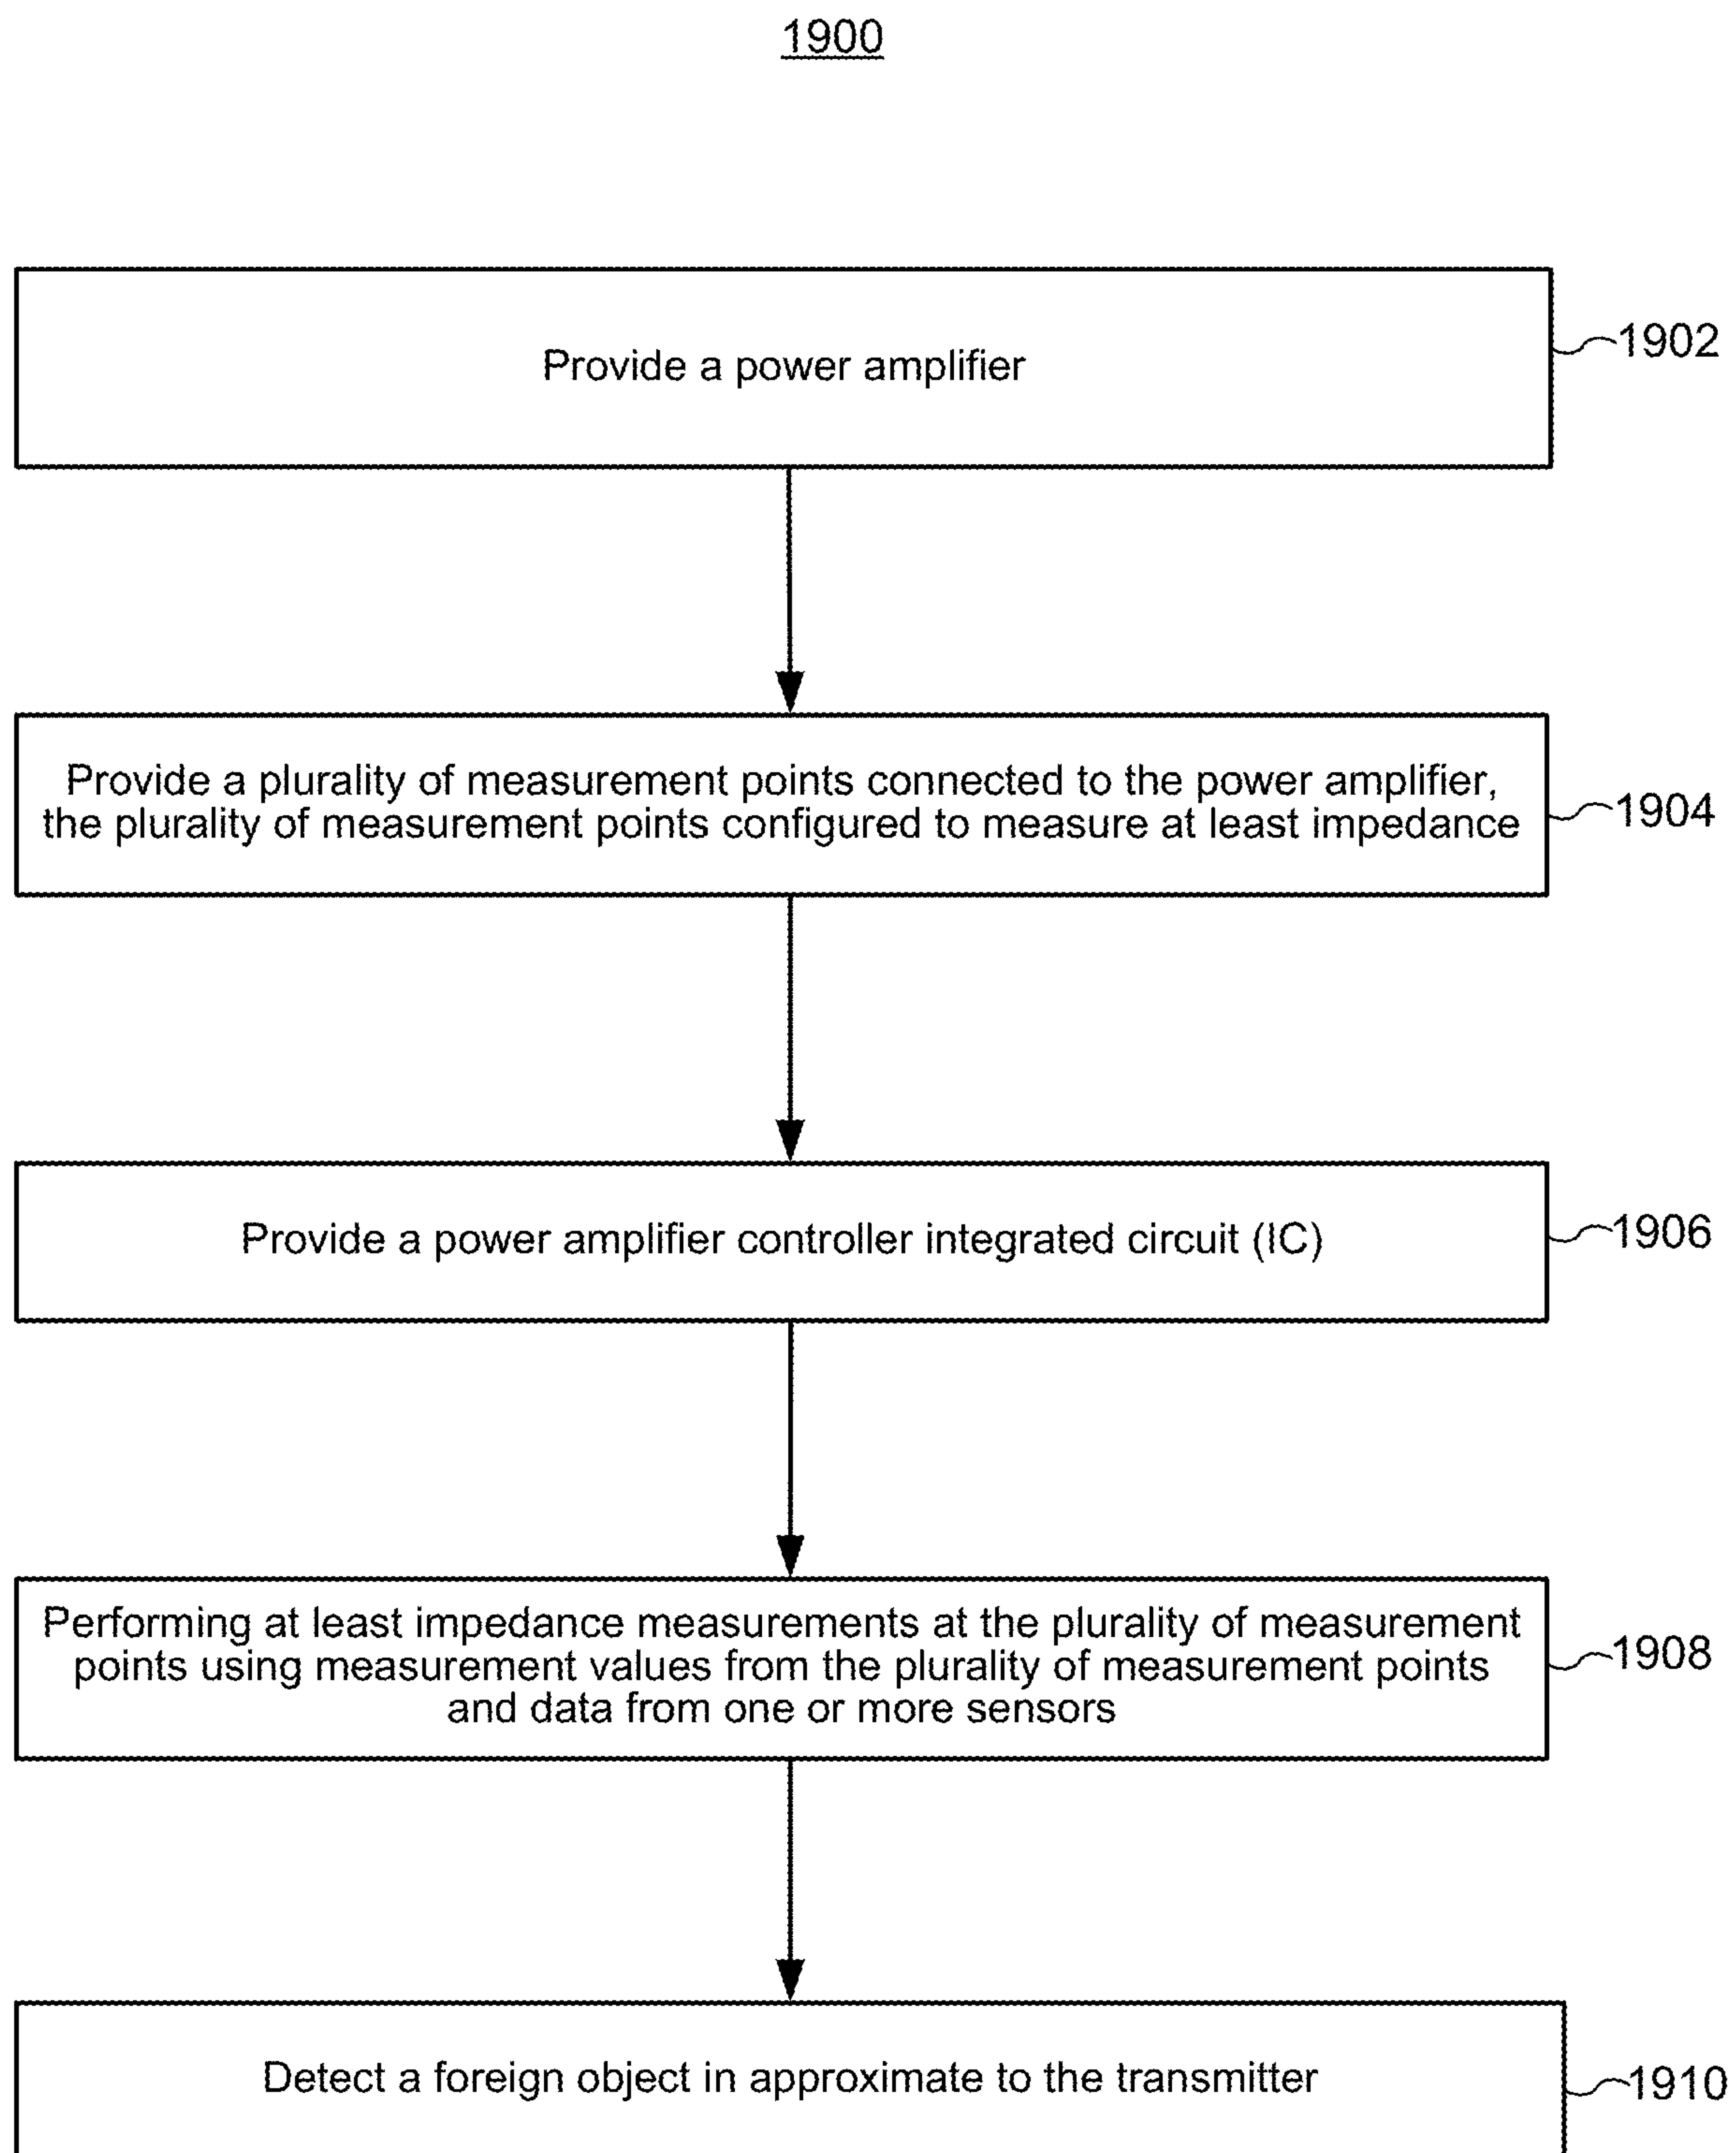 1900
Provide a power amplifier
1902
Provide a plurality of measurement points connected to the power amplifier,
the plurality of measurement points configured to measure at least impedance
1904
Provide a power amplifier controller integrated circuit (IC)
1906
Performing at least impedance measurements at the plurality of measurement
points using measurement values from the plurality of measurement points
and data from one or more sensors
1908
Detect a foreign object in approximate to the transmitter
1910